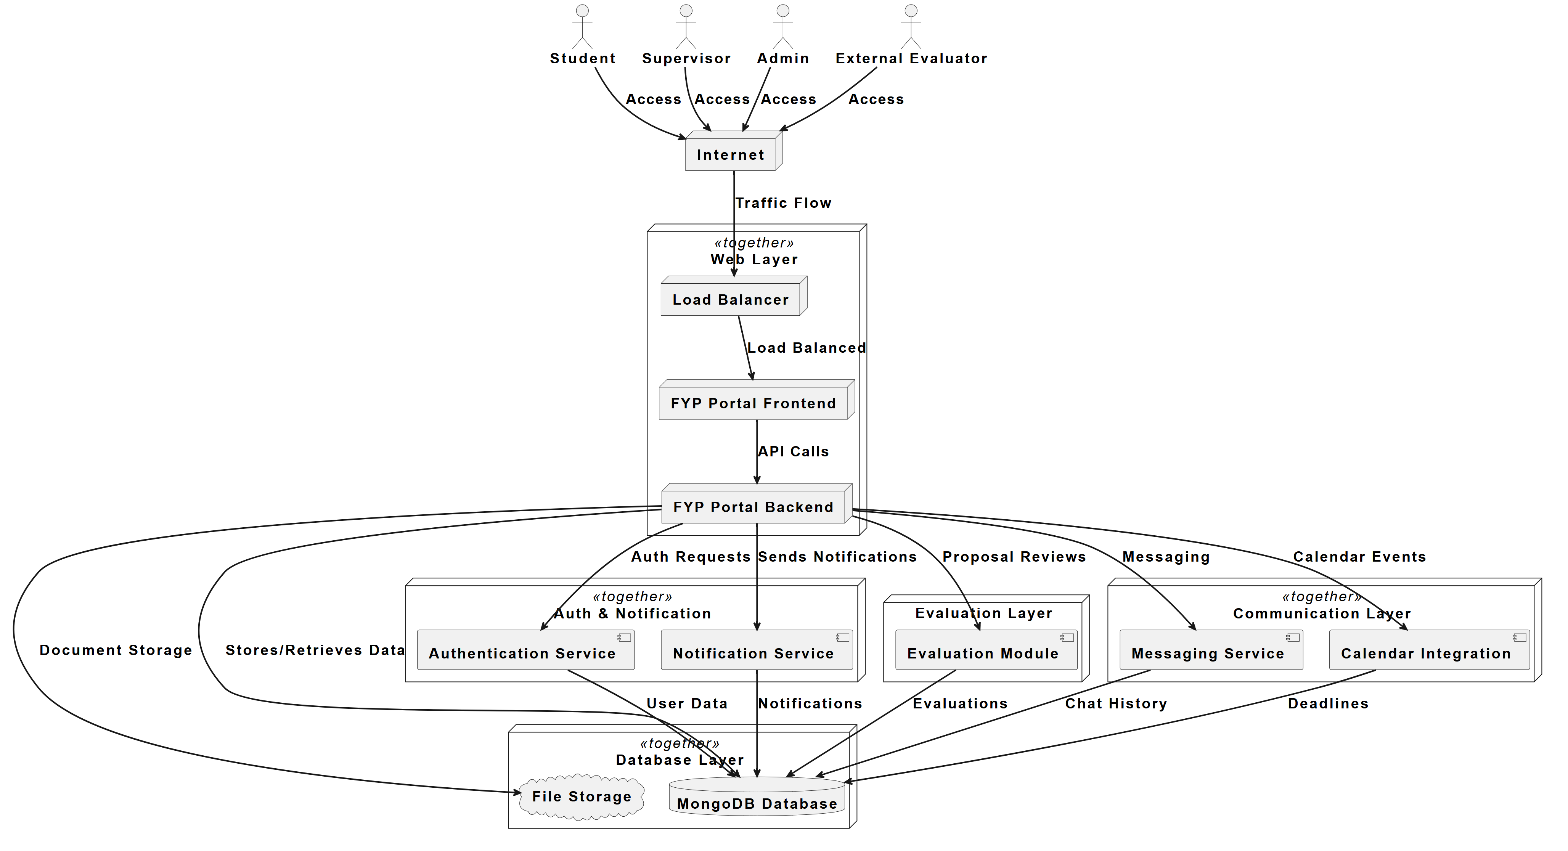 Student
Supervisor
Admin
External Evaluator
Access
Access
Access
Access
Internet
Traffic Flow
«together»
Web Layer
Load Balancer
Load Balanced
FYP Portal Frontend
API Calls
FYP Portal Backend
Auth Requests
Sends Notifications
Proposal Reviews
Messaging
Calendar Events
«together»
Auth & Notification
Evaluation Layer
«together»
Communication Layer
Document Storage
Stores/Retrieves Data
Authentication Service
Notification Service
Evaluation Module
Messaging Service
Calendar Integration
User Data
Notifications
Evaluations
Chat History
Deadlines
«together»
Database Layer
File Storage
MongoDB Database